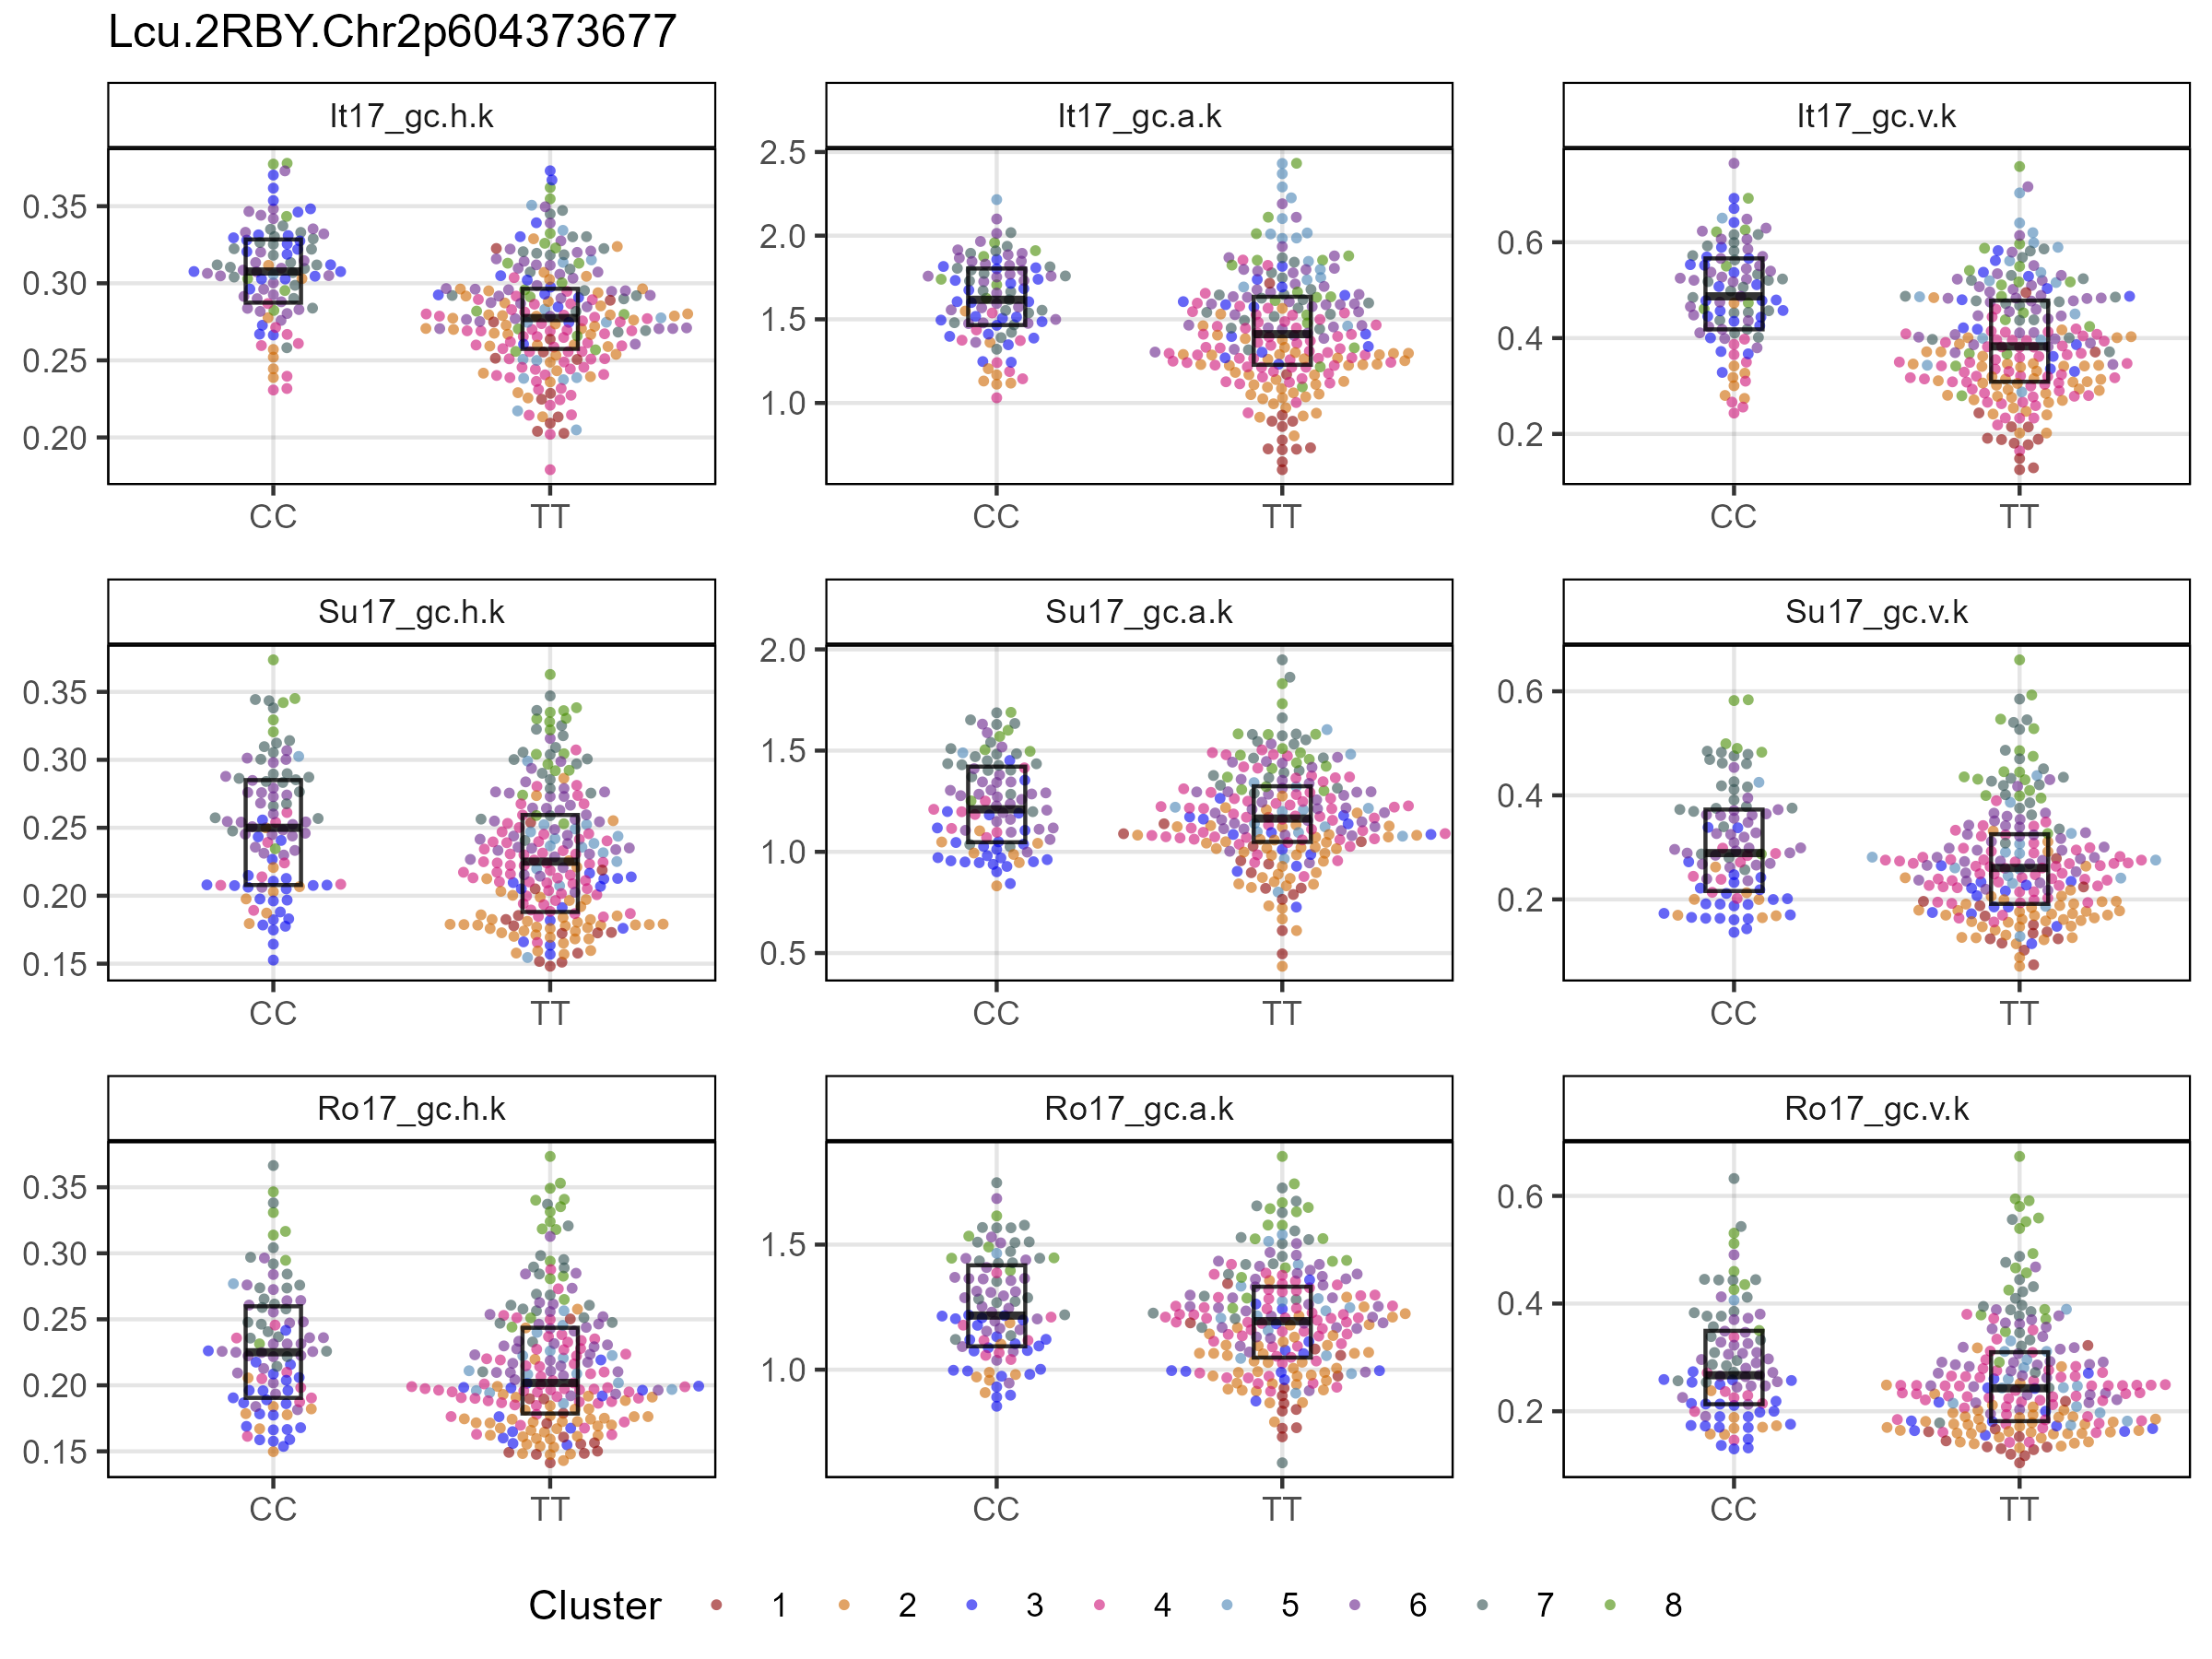 Lcu.2RBY.Chr2p604373677
It17_gc.h.k
It17_gc.a.k
It17_gc.v.k
0.35
0.30
0.25
0.20
CC TT
2.5
2.0
1.5
1.0
CC TT
0.6
0.4
0.2
CC TT
Su17_gc.h.k
Su17_gc.a.k
Su17_gc.v.k
0.35
0.30
0.25
0.20
0.15
CC TT
2.0
1.5
1.0
0.5
CC TT
0.6
0.4
0.2
CC TT
Ro17_gc.h.k
Ro17_gc.a.k
Ro17_gc.v.k
0.35
0.30
0.25
0.20
0.15
CC TT
1.5
1.0
CC TT
0.6
0.4
0.2
CC TT
Cluster 1 2 3 4 5 6 7 8